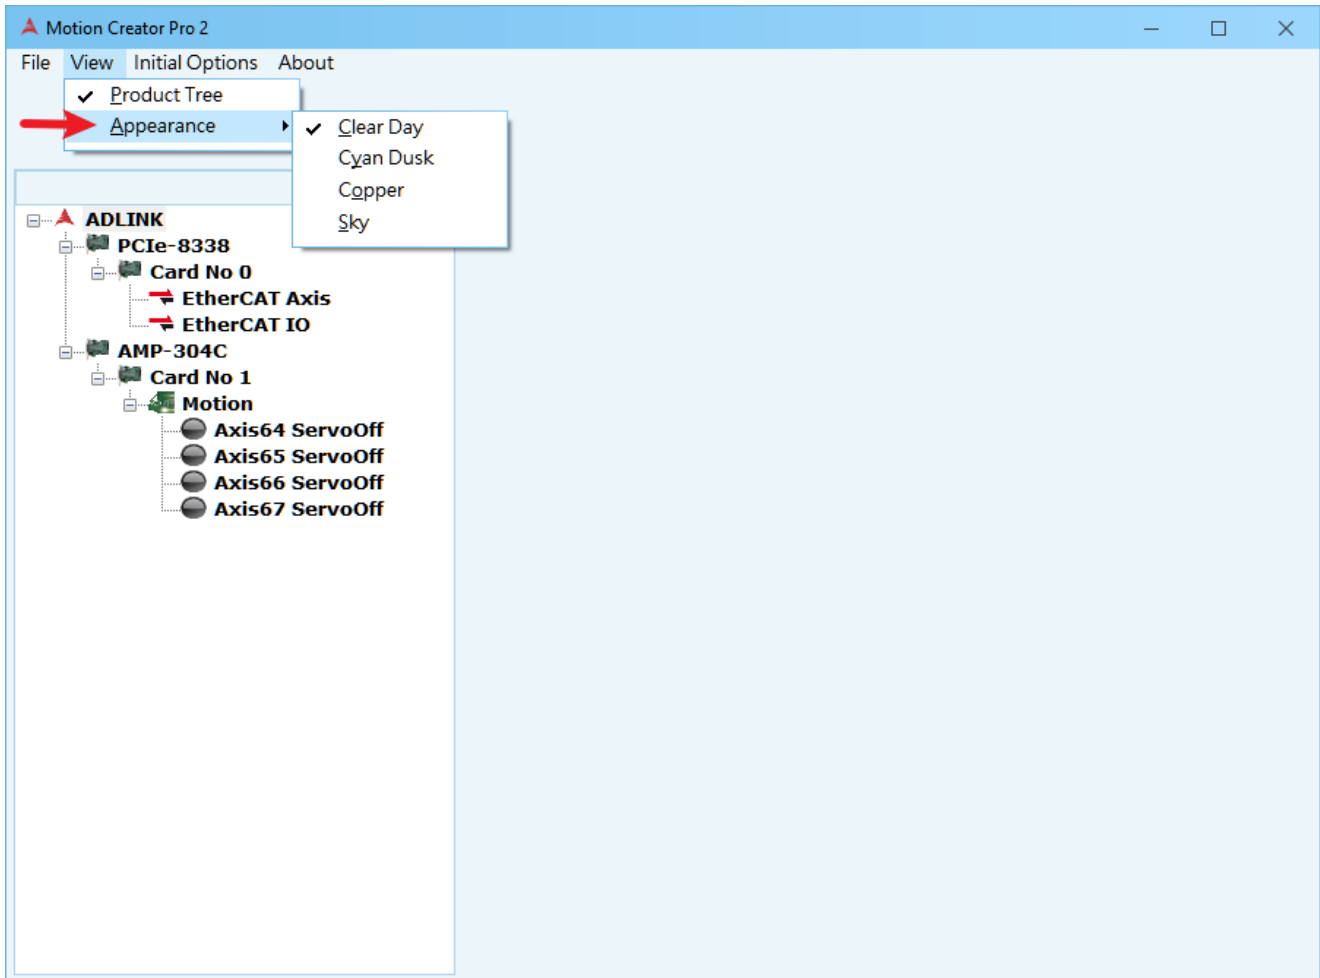 Motion Creator Pro 2
File View Initial Options About
Product Tree
Appearance
Clear Day
Cyan Dusk
Copper
Sky
ADLINK
PCIe-8338
Card No 0
EtherCAT Axis
EtherCAT IO
AMP-304C
Card No 1
Motion
Axis64 ServoOff
Axis65 ServoOff
Axis66 ServoOff
Axis67 ServoOff